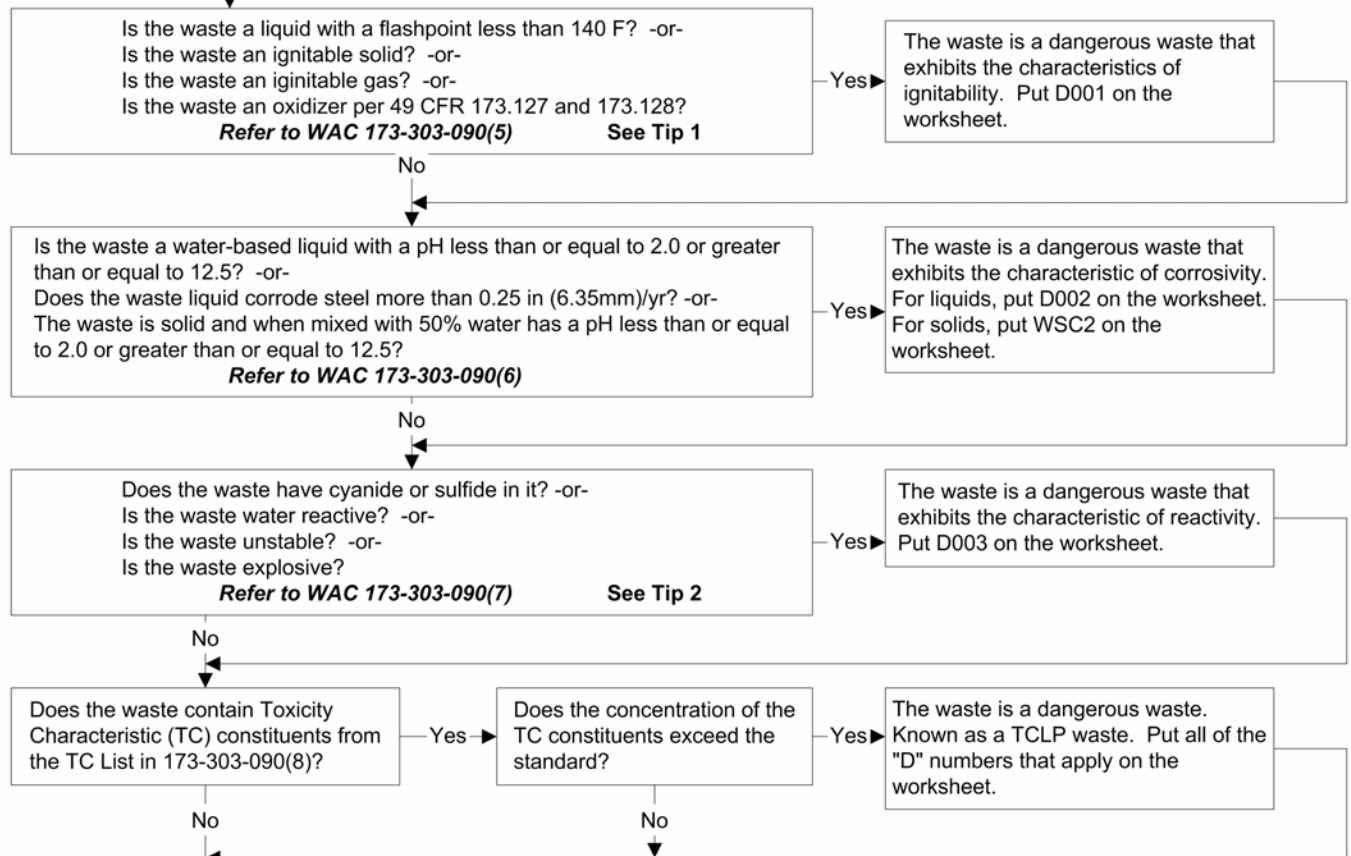 Is the waste a liquid with a flashpoint less than 140 F?  -or-
Is the waste an ignitable solid?  -or-
Is the waste an iginitable gas?  -or-
Is the waste an oxidizer per 49 CFR 173.127 and 173.128?
Refer to WAC 173-303-090(5) See Tip 1
Yes
The waste is a dangerous waste that
exhibits the characteristics of
ignitability.  Put D001 on the
worksheet.
No
Is the waste a water-based liquid with a pH less than or equal to 2.0 or greater
than or equal to 12.5?  -or-
Does the waste liquid corrode steel more than 0.25 in (6.35mm)/yr? -or-
The waste is solid and when mixed with 50% water has a pH less than or equal
to 2.0 or greater than or equal to 12.5?
Refer to WAC 173-303-090(6)
Yes
The waste is a dangerous waste that
exhibits the characteristic of corrosivity.
For liquids, put D002 on the worksheet.
For solids, put WSC2 on the
worksheet.
No
Does the waste have cyanide or sulfide in it? -or-
Is the waste water reactive?  -or-
Is the waste unstable?  -or-
Is the waste explosive?
Refer to WAC 173-303-090(7) See Tip 2
Yes
The waste is a dangerous waste that
exhibits the characteristic of reactivity.
Put D003 on the worksheet.
No
Does the waste contain Toxicity
Characteristic (TC) constituents from
the TC List in 173-303-090(8)?
Yes
Does the concentration of the
TC constituents exceed the
standard?
Yes
The waste is a dangerous waste.
Known as a TCLP waste.  Put all of the
"D" numbers that apply on the
worksheet.
No
No